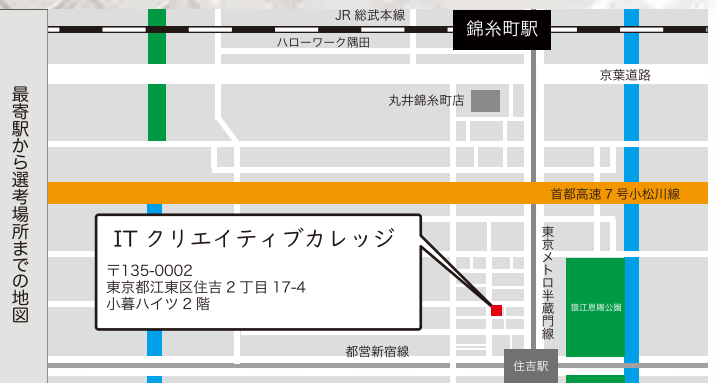 最寄駅から選考場所までの地図
JR 総武本線
錦糸町駅
ハローワーク隅田
京葉道路
丸井錦糸町店
首都高速 7 号小松川線
IT クリエイティブカレッジ
〒135-0002
東京都江東区住吉 2 丁目 17-4
小暮ハイツ 2 階
東京メトロ半蔵門線
猿江恩賜公園
都営新宿線
住吉駅